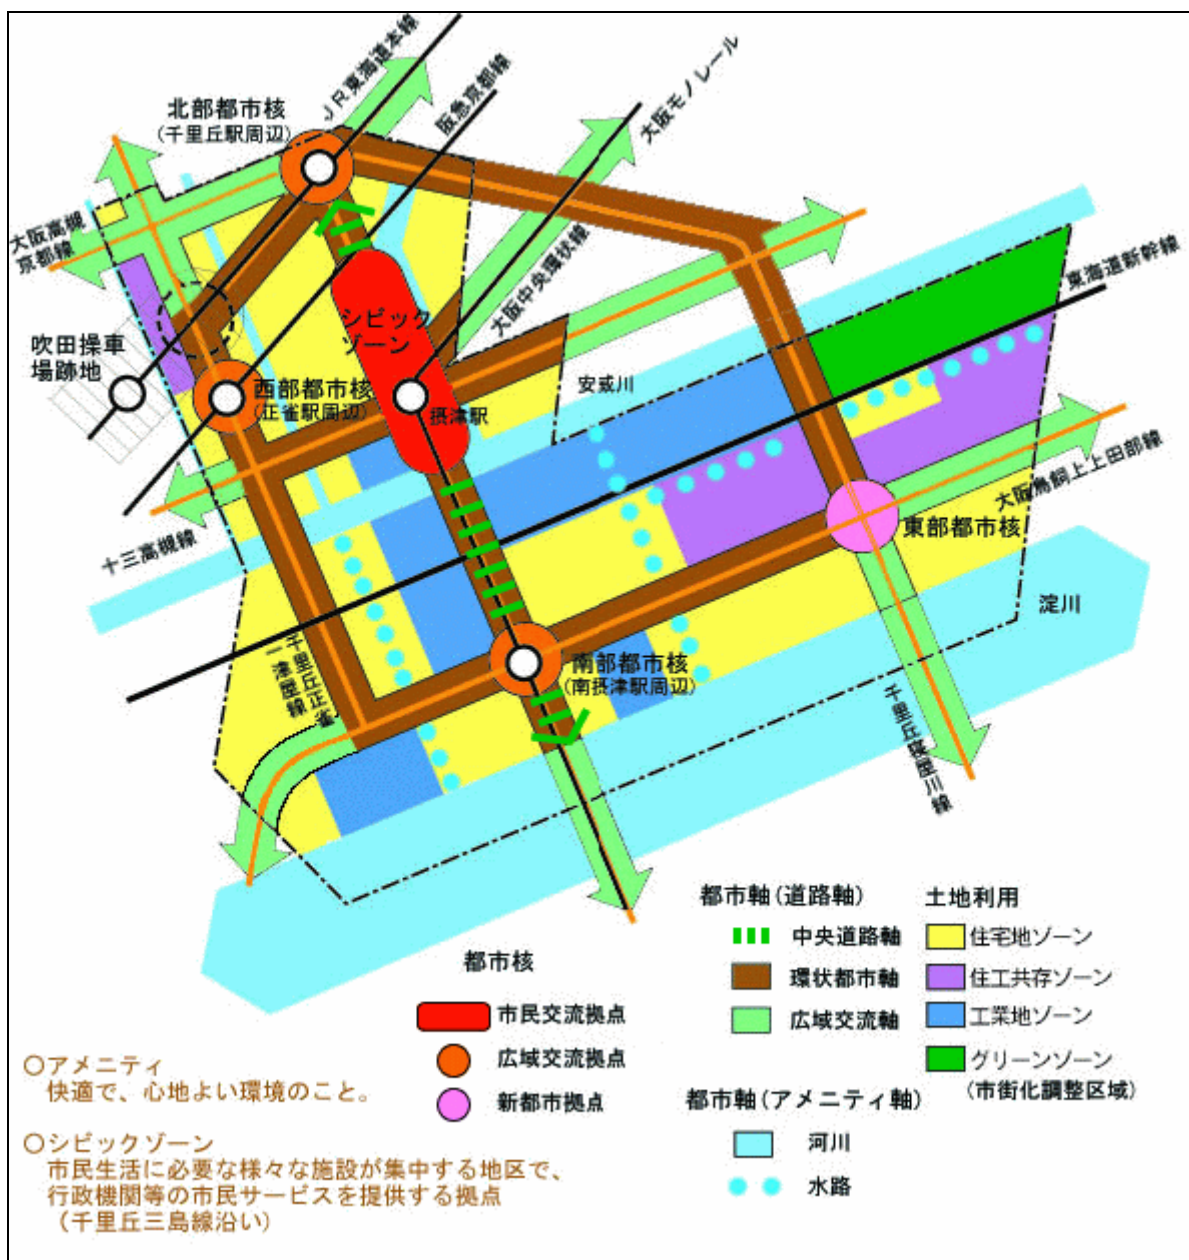 北部都市核
(千里丘駅周辺)
JR東海道本線
阪急京都線
大阪モノレール
大阪高槻
京都線
吹田操車
場跡地
シビック
ゾーン
大阪中央環状線
西部都市核
(正雀駅周辺)
摂津駅
安威川
東海道新幹線
十三高槻線
大阪鳥飼上上田部線
東部都市核
淀川
千里丘正雀
一津屋線
南部都市核
(南摂津駅周辺)
千里丘寝屋川線
都市核
市民交流拠点
広域交流拠点
新都市拠点
都市軸(道路軸)
中央道路軸
環状都市軸
広域交流軸
土地利用
住宅地ゾーン
住工共存ゾーン
工業地ゾーン
グリーンゾーン
(市街化調整区域)
都市軸(アメニティ軸)
河川
水路
○アメニティ
快適で、心地よい環境のこと。
○シビックゾーン
市民生活に必要な様々な施設が集中する地区で、
行政機関等の市民サービスを提供する拠点
(千里丘三島線沿い)